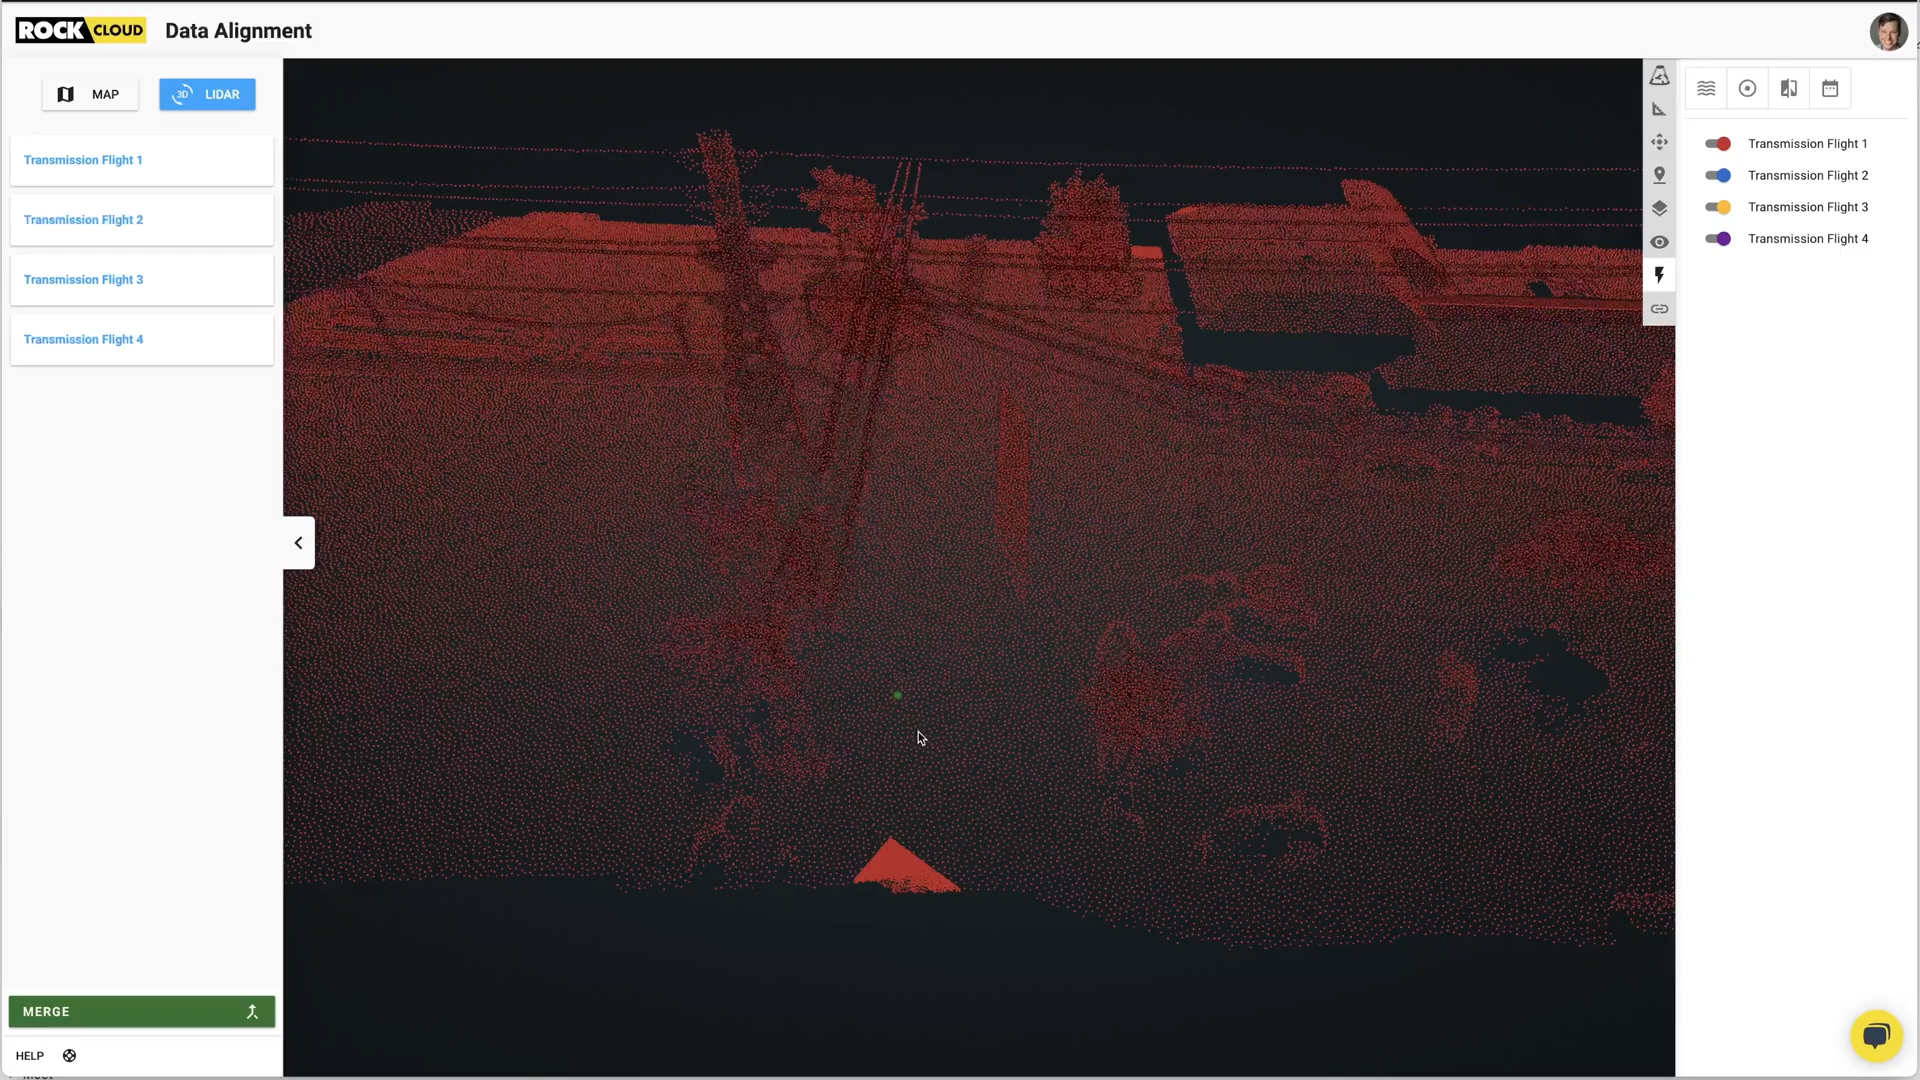 ROCK CLOUD Data Alignment
MAP
3D LIDAR
Transmission Flight 1
Transmission Flight 2
Transmission Flight 3
Transmission Flight 4
MERGE
HELP
Transmission Flight 1
Transmission Flight 2
Transmission Flight 3
Transmission Flight 4